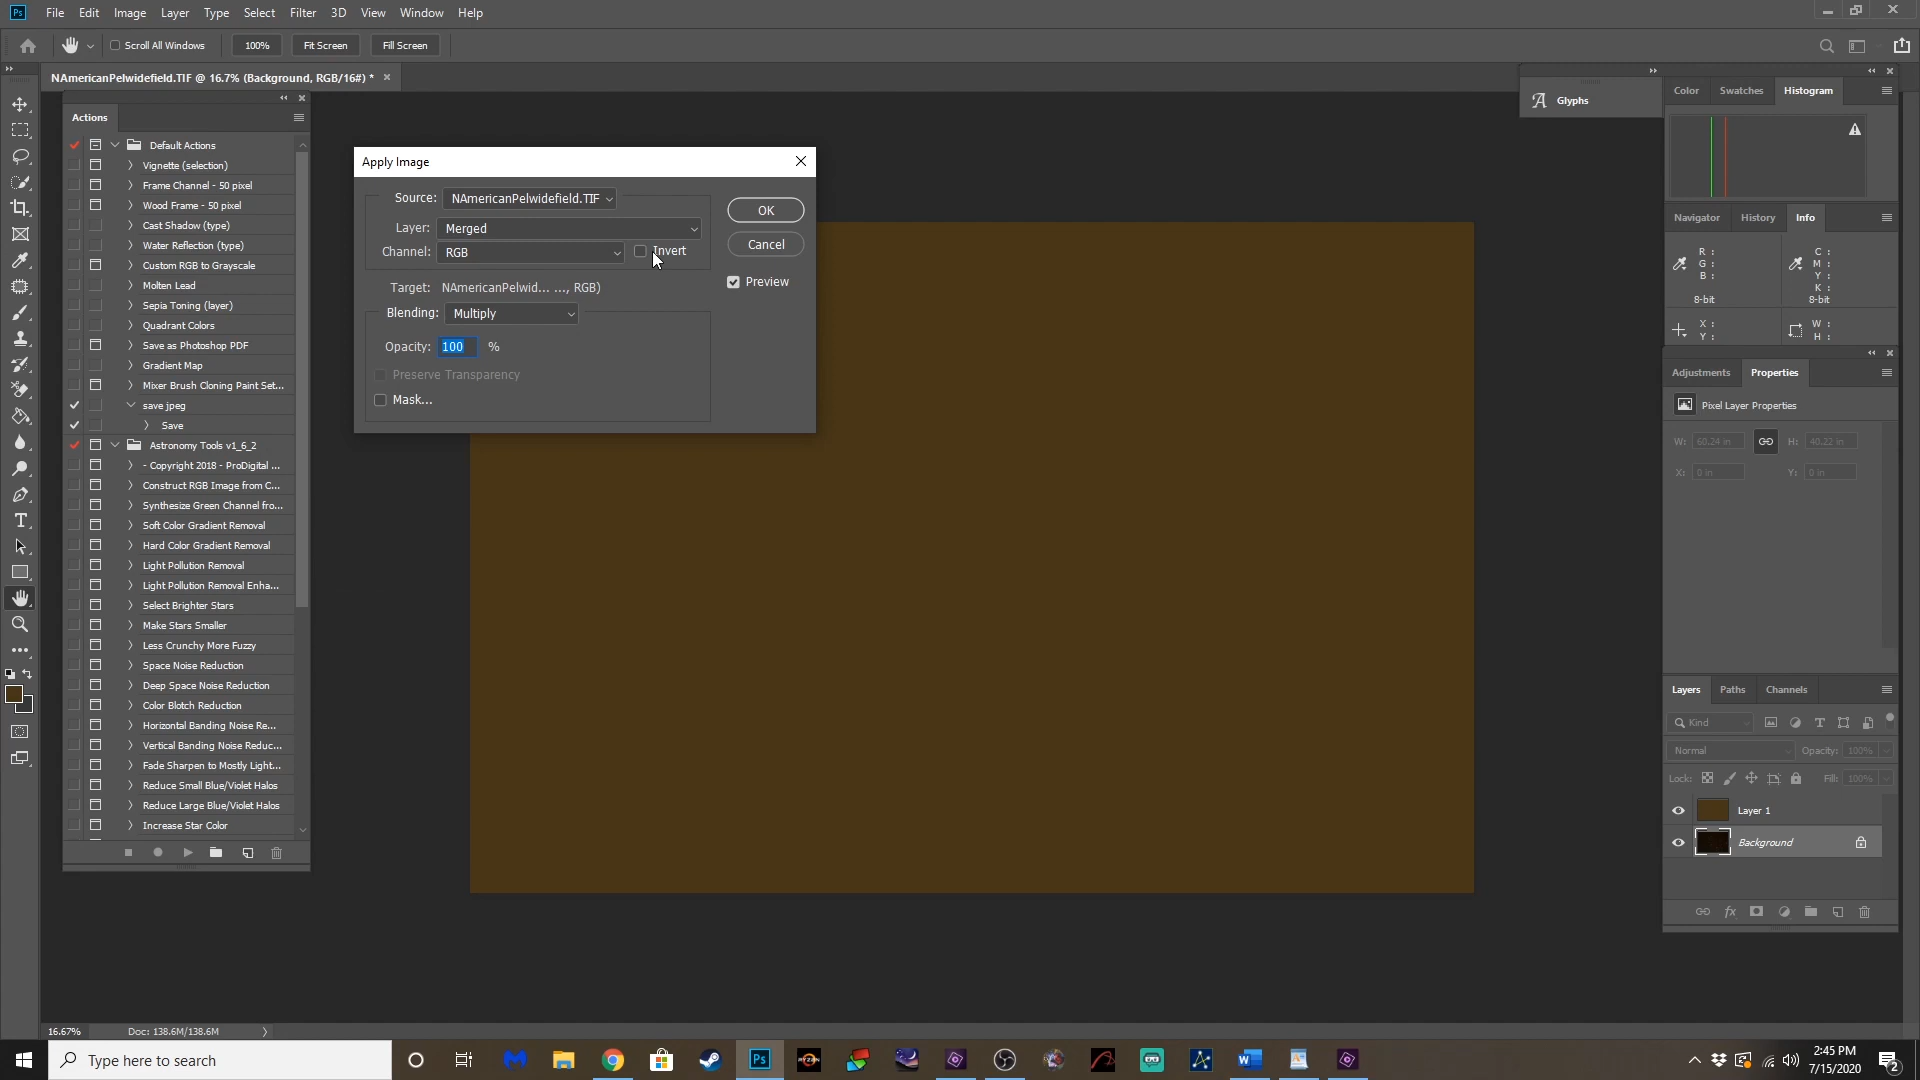 Ps File Edit Image Layer Type Select Filter 3D View Window Help
Scroll All Windows 100% Fit Screen Fill Screen
NAmericanPelwidefield.TIF @ 16.7% (Background, RGB/16#) *
Actions
Default Actions
Vignette (selection)
Frame Channel - 50 pixel
Wood Frame - 50 pixel
Cast Shadow (type)
Water Reflection (type)
Custom RGB to Grayscale
Molten Lead
Sepia Toning (layer)
Quadrant Colors
Save as Photoshop PDF
Gradient Map
Mixer Brush Cloning Paint Set...
save jpeg
Save
Astronomy Tools v1_6_2
- Copyright 2018 - ProDigital ...
Construct RGB Image from C...
Synthesize Green Channel fro...
Soft Color Gradient Removal
Hard Color Gradient Removal
Light Pollution Removal
Light Pollution Removal Enha...
Select Brighter Stars
Make Stars Smaller
Less Crunchy More Fuzzy
Space Noise Reduction
Deep Space Noise Reduction
Color Blotch Reduction
Horizontal Banding Noise Re...
Vertical Banding Noise Reduc...
Fade Sharpen to Mostly Light...
Reduce Small Blue/Violet Halos
Reduce Large Blue/Violet Halos
Increase Star Color
Apply Image
Source: NAmericanPelwidefield.TIF
Layer: Merged
Channel: RGB Invert
Target: NAmericanPelwid... ..., RGB)
Blending: Multiply
Opacity: 100 %
Preserve Transparency
Mask...
OK
Cancel
Preview
Glyphs
Color Swatches Histogram
Navigator History Info
R : C :
G : M :
B : Y :
K :
8-bit 8-bit
X : W :
Y : H :
Adjustments Properties
Pixel Layer Properties
W: 60.24 in H: 40.22 in
X: 0 in Y: 0 in
Layers Paths Channels
Kind
Normal Opacity: 100%
Lock: Fill: 100%
Layer 1
Background
16.67% Doc: 138.6M/138.6M
Type here to search
Ps
RYZEN
2:45 PM
7/15/2020
2